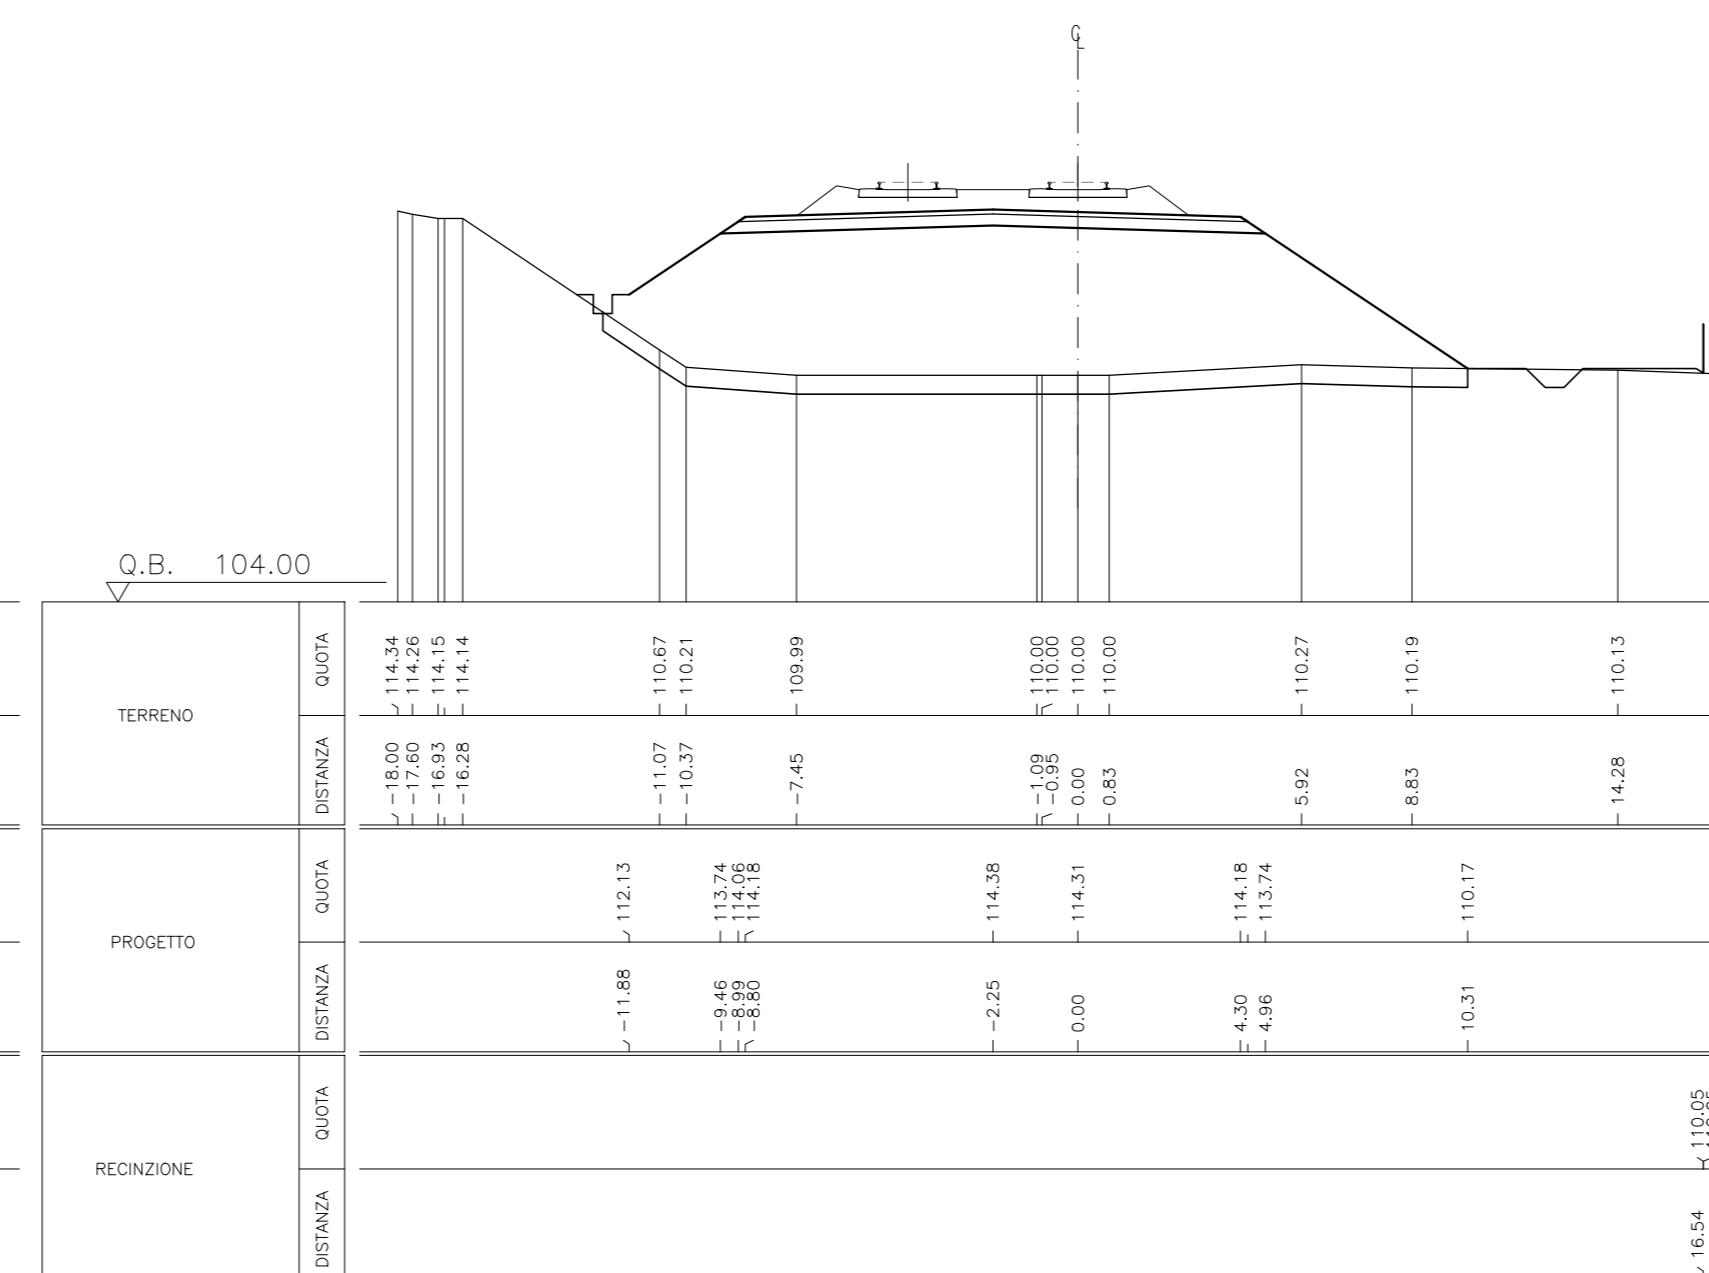 ℄
Q.B. 104.00
TERRENO
QUOTA
114.34 114.26 114.15 114.14 110.67 110.21 109.99 110.00 110.00 110.00 110.00 110.27 110.19 110.13
DISTANZA
-18.00 -17.60 -16.93 -16.28 -11.07 -10.37 -7.45 -1.09 -0.95 0.00 0.83 5.92 8.83 14.28
PROGETTO
QUOTA
112.13 113.74 114.06 114.18 114.38 114.31 114.18 113.74 110.17
DISTANZA
-11.88 -9.46 -8.99 -8.80 -2.25 0.00 4.30 4.96 10.31
RECINZIONE
QUOTA
110.05
DISTANZA
16.54